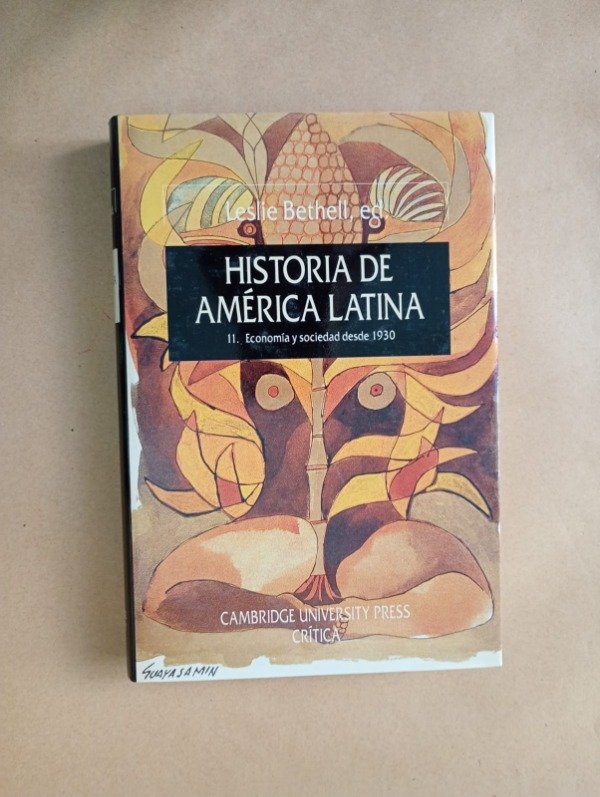 Leslie Bethell, ed.
HISTORIA DE
AMÉRICA LATINA
11. Economía y sociedad desde 1930
CAMBRIDGE UNIVERSITY PRESS
CRÍTICA
GUAYASAMIN